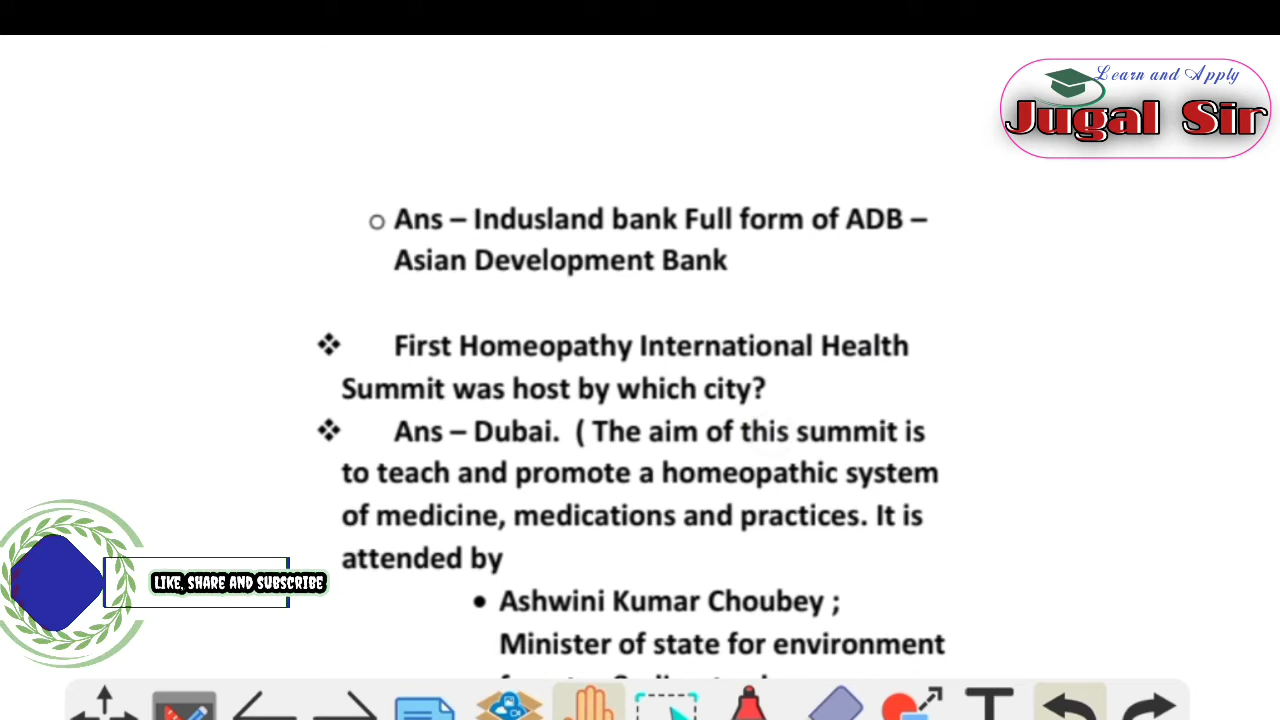 Learn and Apply
Jugal Sir
o Ans – Indusland bank Full form of ADB –
Asian Development Bank
❖ First Homeopathy International Health
Summit was host by which city?
❖ Ans – Dubai. ( The aim of this summit is
to teach and promote a homeopathic system
of medicine, medications and practices. It is
attended by
LIKE, SHARE AND SUBSCRIBE
• Ashwini Kumar Choubey ;
Minister of state for environment